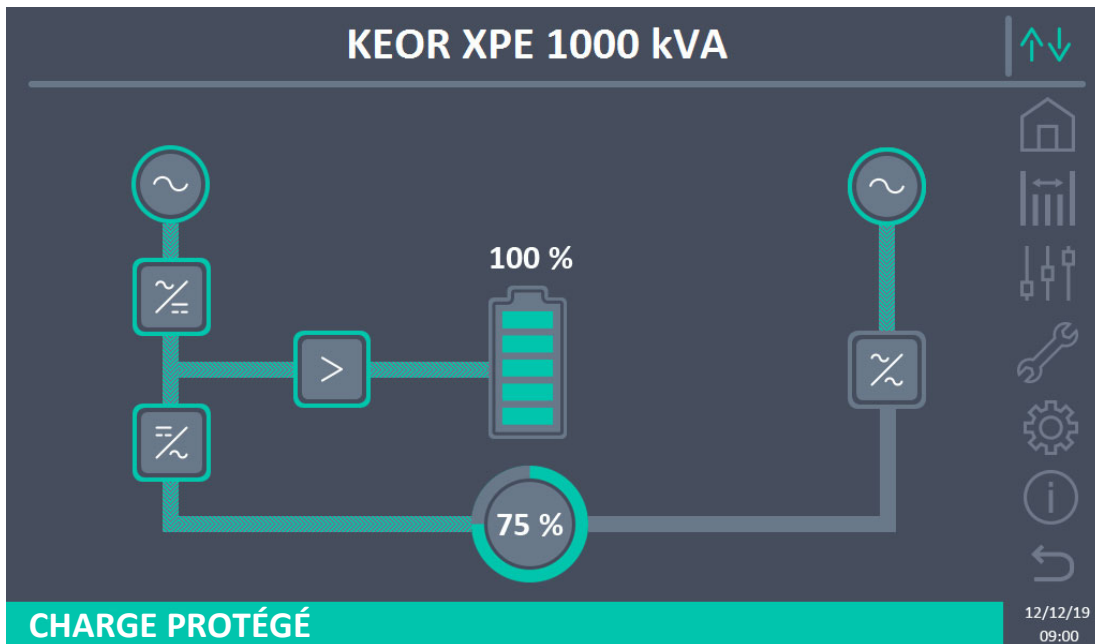 KEOR XPE 1000 kVA
100 %
75 %
CHARGE PROTÉGÉ
12/12/19
09:00